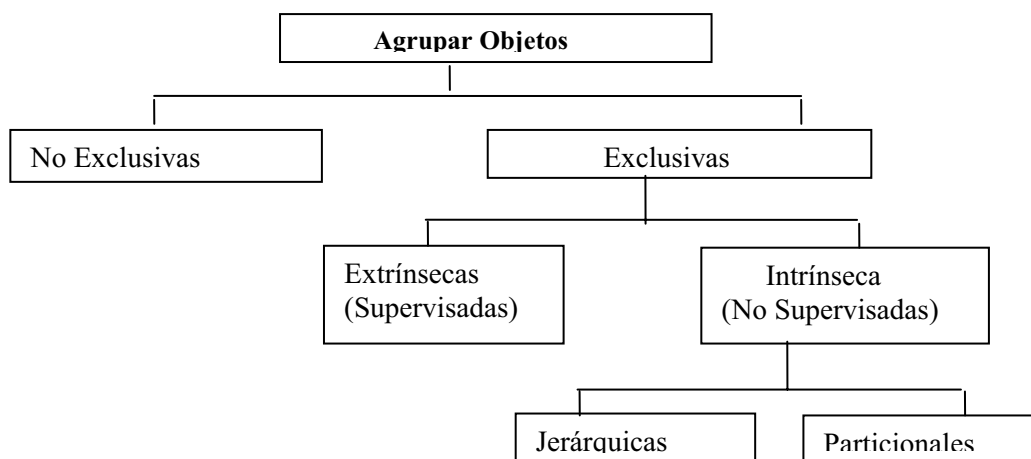 Agrupar Objetos
No Exclusivas
Exclusivas
Extrínsecas
(Supervisadas)
Intrínseca
(No Supervisadas)
Jerárquicas
Particionales